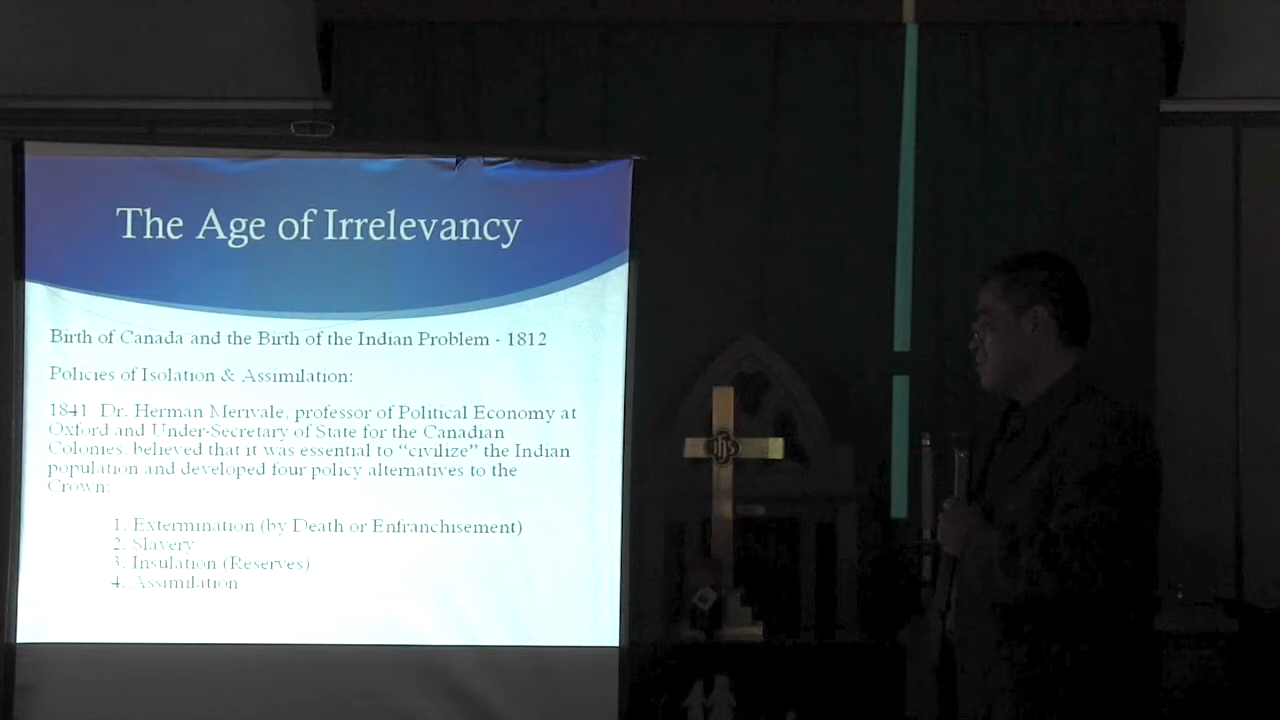 The Age of Irrelevancy
Birth of Canada and the Birth of the Indian Problem - 1812
Policies of Isolation & Assimilation:
1841 Dr. Herman Merivale, professor of Political Economy at
Oxford and Under-Secretary of State for the Canadian
Colonies, believed that it was essential to “civilize” the Indian
population and developed four policy alternatives to the
Crown:
1. Extermination (by Death or Enfranchisement)
2. Slavery
3. Insulation (Reserves)
4. Assimilation
ihs